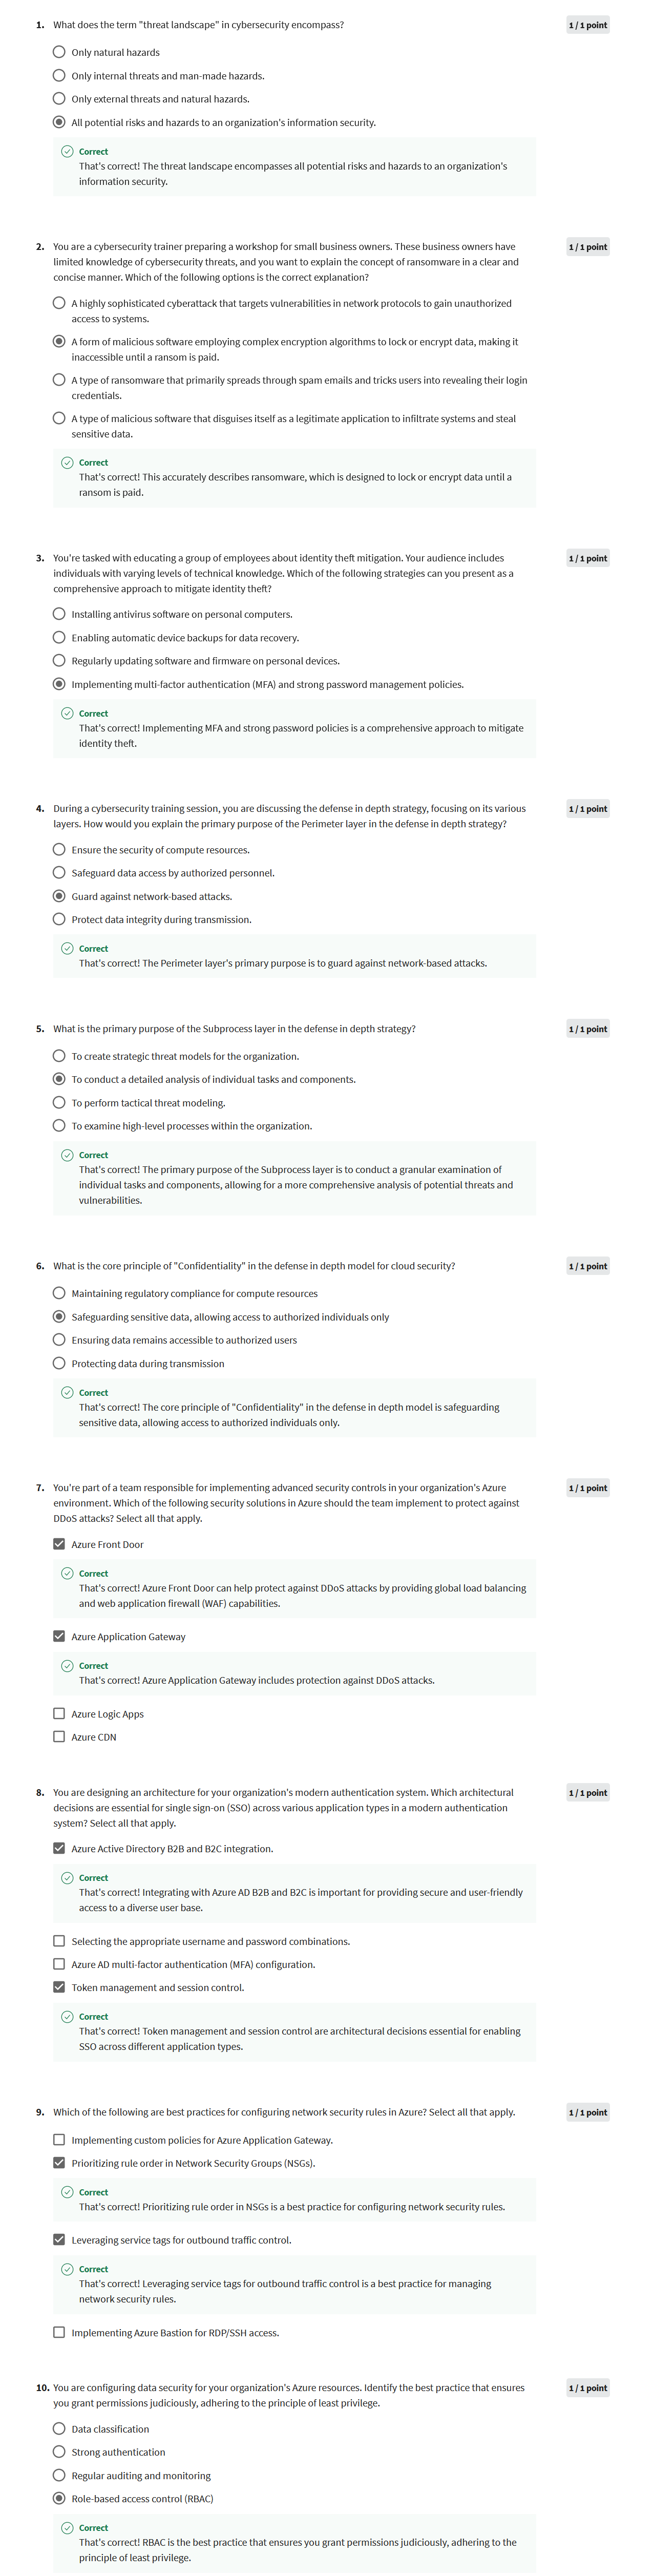 1. What does the term "threat landscape" in cybersecurity encompass?
1 / 1 point
Only natural hazards
Only internal threats and man-made hazards.
Only external threats and natural hazards.
All potential risks and hazards to an organization's information security.
Correct
That's correct! The threat landscape encompasses all potential risks and hazards to an organization's
information security.
2. You are a cybersecurity trainer preparing a workshop for small business owners. These business owners have
limited knowledge of cybersecurity threats, and you want to explain the concept of ransomware in a clear and
concise manner. Which of the following options is the correct explanation?
1 / 1 point
A highly sophisticated cyberattack that targets vulnerabilities in network protocols to gain unauthorized
access to systems.
A form of malicious software employing complex encryption algorithms to lock or encrypt data, making it
inaccessible until a ransom is paid.
A type of ransomware that primarily spreads through spam emails and tricks users into revealing their login
credentials.
A type of malicious software that disguises itself as a legitimate application to infiltrate systems and steal
sensitive data.
Correct
That's correct! This accurately describes ransomware, which is designed to lock or encrypt data until a
ransom is paid.
3. You're tasked with educating a group of employees about identity theft mitigation. Your audience includes
individuals with varying levels of technical knowledge. Which of the following strategies can you present as a
comprehensive approach to mitigate identity theft?
1 / 1 point
Installing antivirus software on personal computers.
Enabling automatic device backups for data recovery.
Regularly updating software and firmware on personal devices.
Implementing multi-factor authentication (MFA) and strong password management policies.
Correct
That's correct! Implementing MFA and strong password policies is a comprehensive approach to mitigate
identity theft.
4. During a cybersecurity training session, you are discussing the defense in depth strategy, focusing on its various
layers. How would you explain the primary purpose of the Perimeter layer in the defense in depth strategy?
1 / 1 point
Ensure the security of compute resources.
Safeguard data access by authorized personnel.
Guard against network-based attacks.
Protect data integrity during transmission.
Correct
That's correct! The Perimeter layer's primary purpose is to guard against network-based attacks.
5. What is the primary purpose of the Subprocess layer in the defense in depth strategy?
1 / 1 point
To create strategic threat models for the organization.
To conduct a detailed analysis of individual tasks and components.
To perform tactical threat modeling.
To examine high-level processes within the organization.
Correct
That's correct! The primary purpose of the Subprocess layer is to conduct a granular examination of
individual tasks and components, allowing for a more comprehensive analysis of potential threats and
vulnerabilities.
6. What is the core principle of "Confidentiality" in the defense in depth model for cloud security?
1 / 1 point
Maintaining regulatory compliance for compute resources
Safeguarding sensitive data, allowing access to authorized individuals only
Ensuring data remains accessible to authorized users
Protecting data during transmission
Correct
That's correct! The core principle of "Confidentiality" in the defense in depth model is safeguarding
sensitive data, allowing access to authorized individuals only.
7. You're part of a team responsible for implementing advanced security controls in your organization's Azure
environment. Which of the following security solutions in Azure should the team implement to protect against
DDoS attacks? Select all that apply.
1 / 1 point
Azure Front Door
Correct
That's correct! Azure Front Door can help protect against DDoS attacks by providing global load balancing
and web application firewall (WAF) capabilities.
Azure Application Gateway
Correct
That's correct! Azure Application Gateway includes protection against DDoS attacks.
Azure Logic Apps
Azure CDN
8. You are designing an architecture for your organization's modern authentication system. Which architectural
decisions are essential for single sign-on (SSO) across various application types in a modern authentication
system? Select all that apply.
1 / 1 point
Azure Active Directory B2B and B2C integration.
Correct
That's correct! Integrating with Azure AD B2B and B2C is important for providing secure and user-friendly
access to a diverse user base.
Selecting the appropriate username and password combinations.
Azure AD multi-factor authentication (MFA) configuration.
Token management and session control.
Correct
That's correct! Token management and session control are architectural decisions essential for enabling
SSO across different application types.
9. Which of the following are best practices for configuring network security rules in Azure? Select all that apply.
1 / 1 point
Implementing custom policies for Azure Application Gateway.
Prioritizing rule order in Network Security Groups (NSGs).
Correct
That's correct! Prioritizing rule order in NSGs is a best practice for configuring network security rules.
Leveraging service tags for outbound traffic control.
Correct
That's correct! Leveraging service tags for outbound traffic control is a best practice for managing
network security rules.
Implementing Azure Bastion for RDP/SSH access.
10. You are configuring data security for your organization's Azure resources. Identify the best practice that ensures
you grant permissions judiciously, adhering to the principle of least privilege.
1 / 1 point
Data classification
Strong authentication
Regular auditing and monitoring
Role-based access control (RBAC)
Correct
That's correct! RBAC is the best practice that ensures you grant permissions judiciously, adhering to the
principle of least privilege.